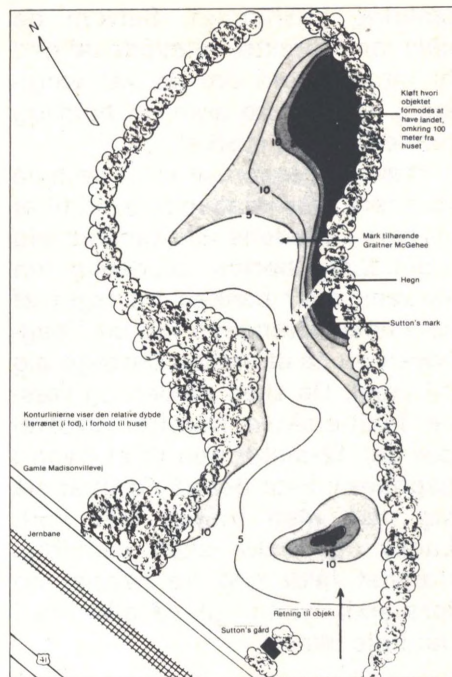 N
Kløft hvori
objektet
formodes at
have landet,
omkring 100
meter fra
huset
15
10
5
Mark tilhørende
Graitner McGehee
Hegn
Sutton's mark
Konturlinierne viser den relative dybde
i terrænet (i fod), i forhold til huset
Gamle Madisonvillevej
10
5
15
10
Jernbane
Retning til objekt
Sutton's gård
41